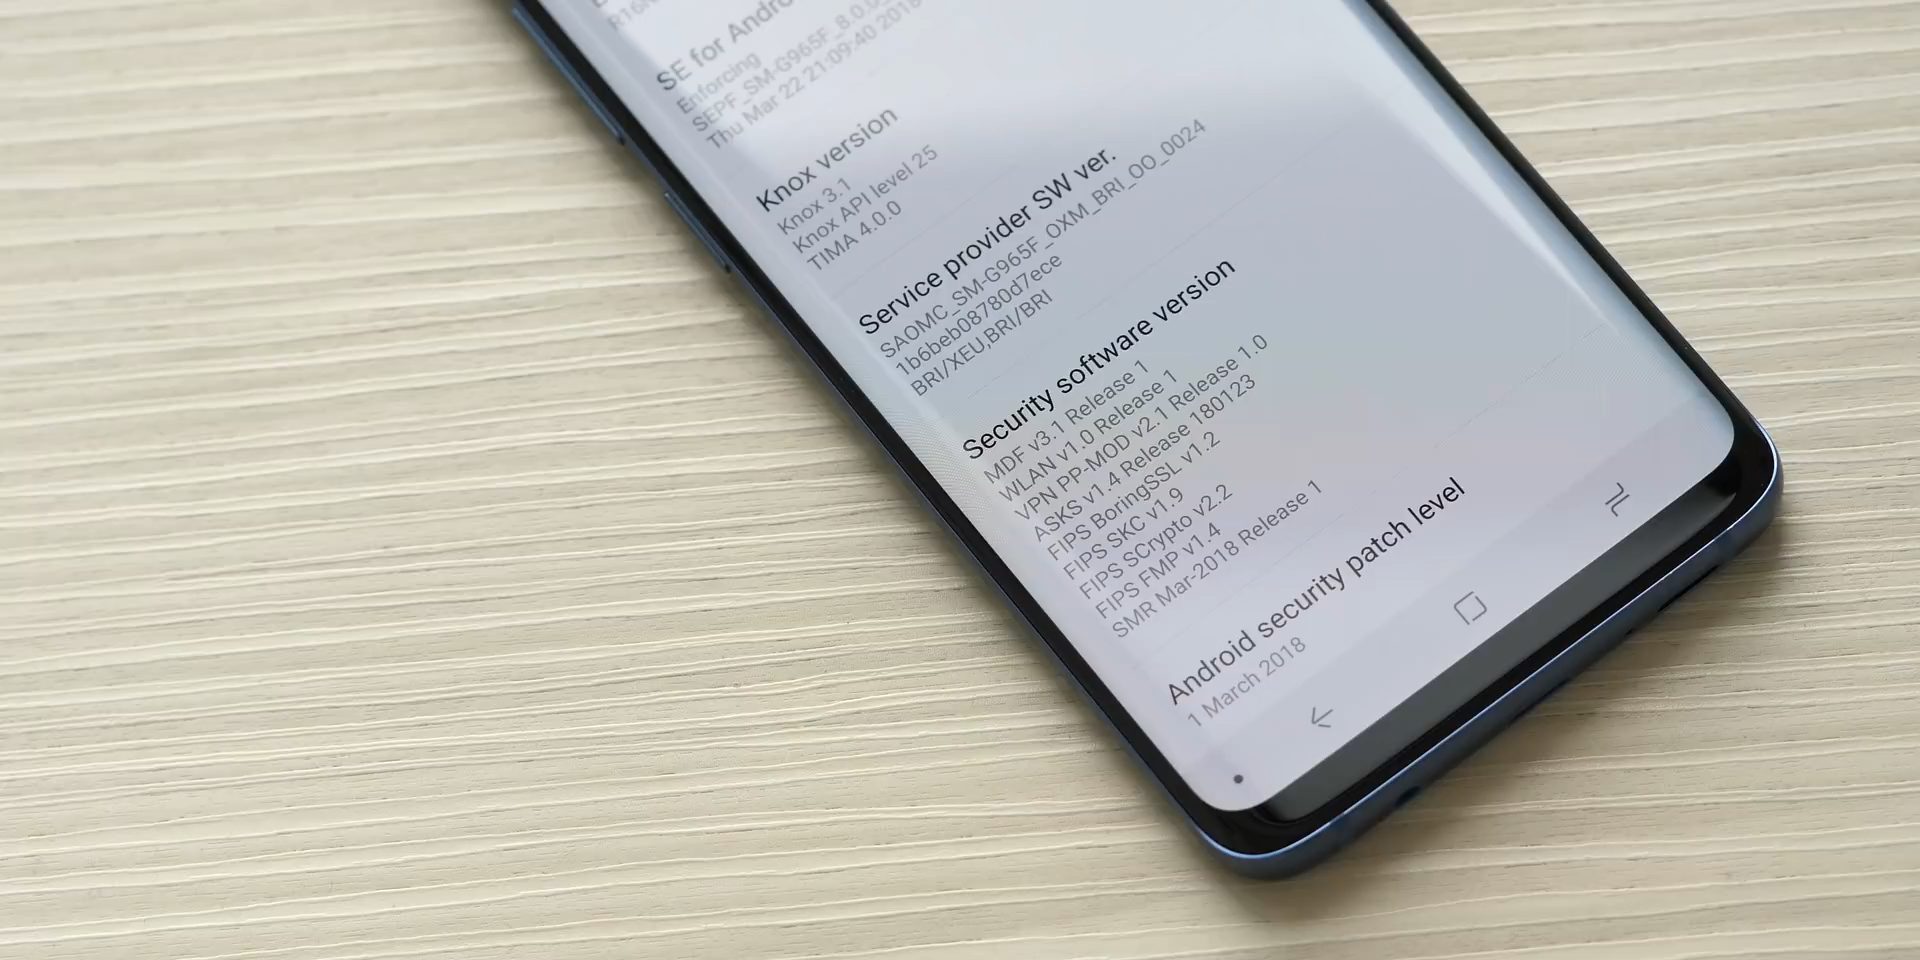 SE for Andro
Enforcing
SEPF_SM-G965F_8.0.0
Thu Mar 22 21:09:40 2018
Knox version
Knox 3.1
Knox API level 25
TIMA 4.0.0
Service provider SW ver.
SAOMC_SM-G965F_OXM_BRI_OO_0024
1b6beb08780d7ece
BRI/XEU,BRI/BRI
Security software version
MDF v3.1 Release 1
WLAN v1.0 Release 1
VPN PP-MOD v2.1 Release 1.0
ASKS v1.4 Release 180123
FIPS BoringSSL v1.2
FIPS SKC v1.9
FIPS SCrypto v2.2
FIPS FMP v1.4
SMR Mar-2018 Release 1
Android security patch level
1 March 2018